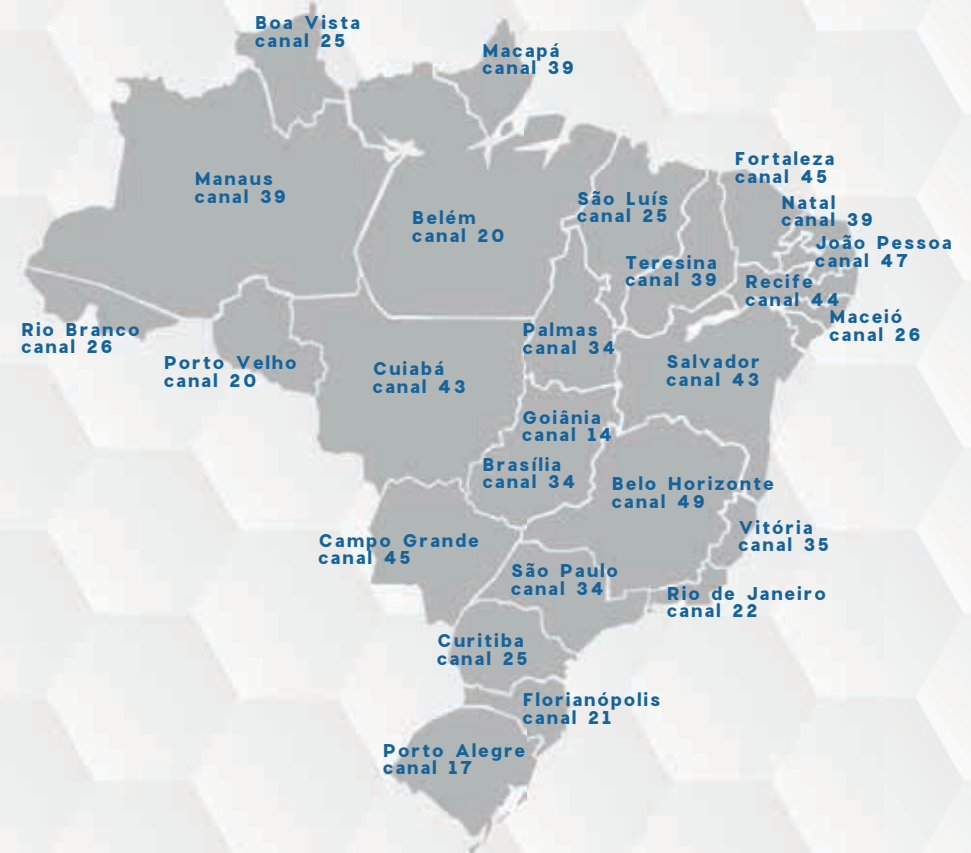 Boa Vista
canal 25
Macapá
canal 39
Manaus
canal 39
Belém
canal 20
São Luís
canal 25
Fortaleza
canal 45
Natal
canal 39
João Pessoa
canal 47
Teresina
canal 39
Recife
canal 44
Maceió
canal 26
Rio Branco
canal 26
Porto Velho
canal 20
Cuiabá
canal 43
Palmas
canal 34
Salvador
canal 43
Goiânia
canal 14
Brasília
canal 34
Belo Horizonte
canal 49
Vitória
canal 35
Campo Grande
canal 45
São Paulo
canal 34
Rio de Janeiro
canal 22
Curitiba
canal 25
Florianópolis
canal 21
Porto Alegre
canal 17